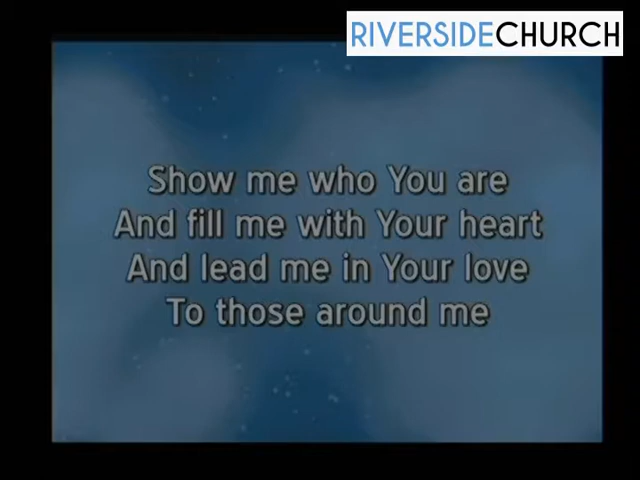 RIVERSIDECHURCH
Show me who You are
And fill me with Your heart
And lead me in Your love
To those around me